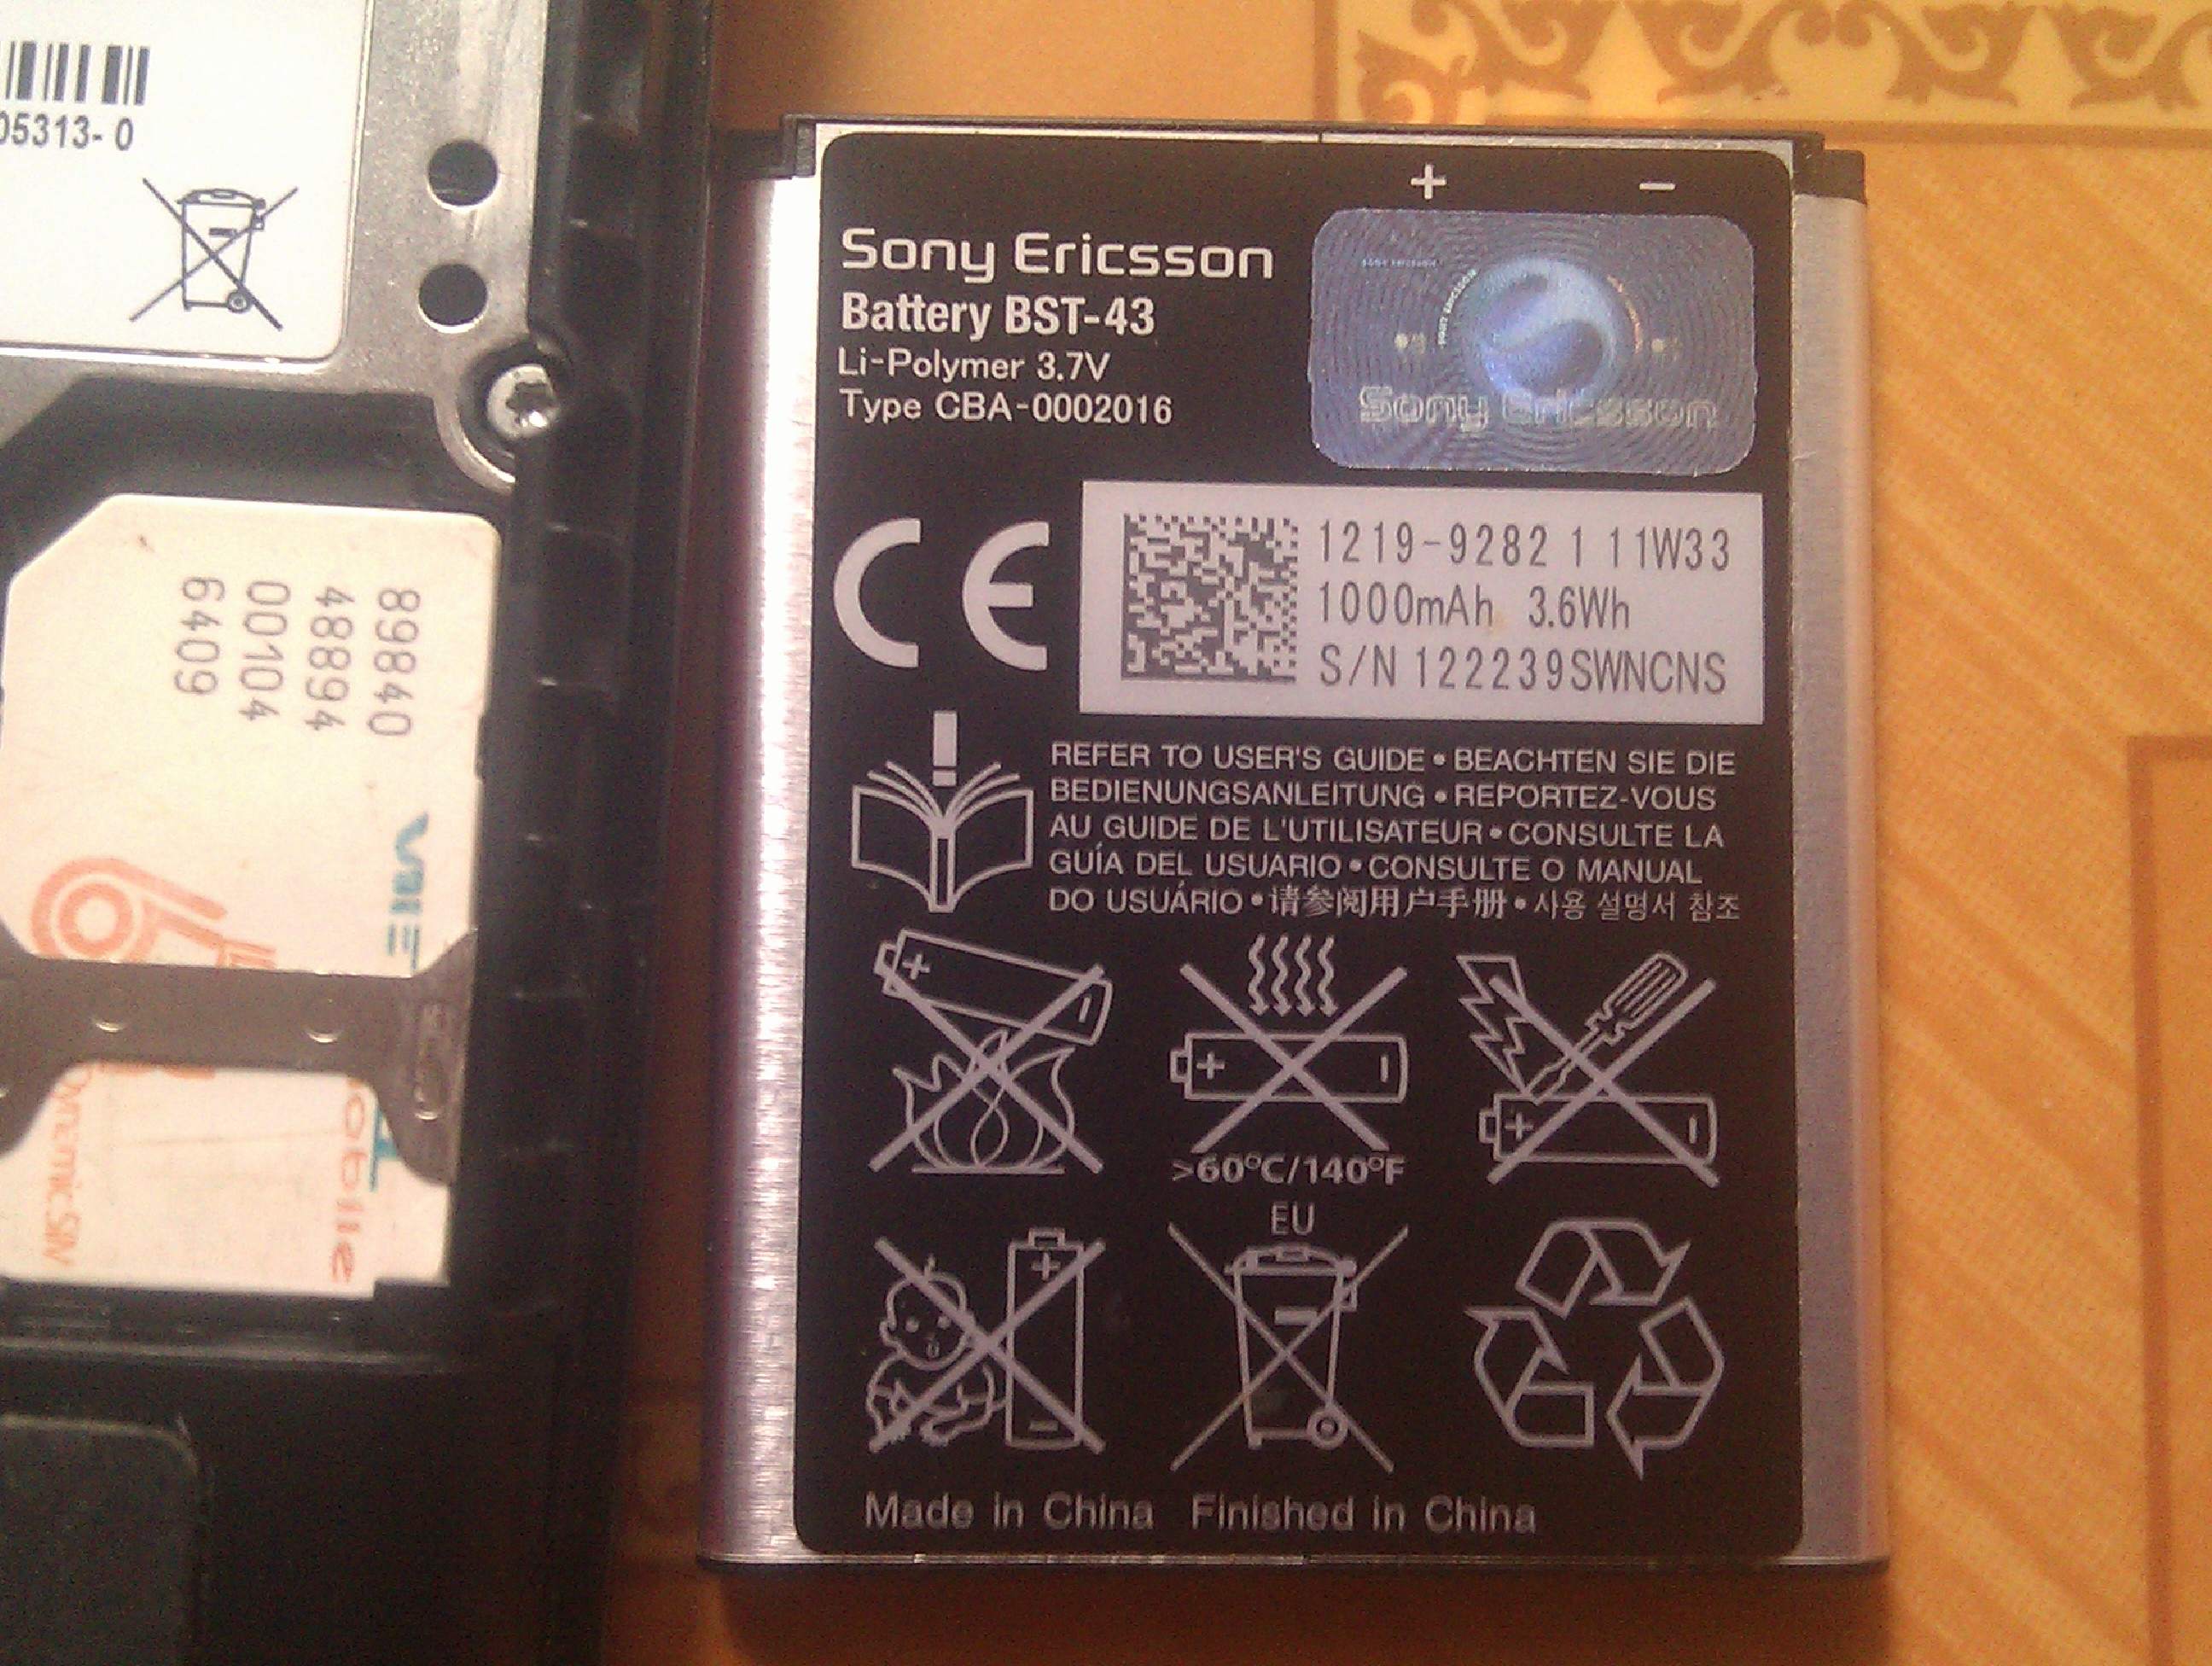 05313- 0
89840
48894
00104
6409
VIE
obile
+ −
Sony Ericsson
Battery BST-43
Li-Polymer 3.7V
Type CBA-0002016
Sony Ericsson
CE
1219-9282 1 11W33
1000mAh 3.6Wh
S/N 122239SWNCNS
REFER TO USER'S GUIDE • BEACHTEN SIE DIE
BEDIENUNGSANLEITUNG • REPORTEZ-VOUS
AU GUIDE DE L'UTILISATEUR • CONSULTE LA
GUÍA DEL USUARIO • CONSULTE O MANUAL
DO USUÁRIO • 请参阅用户手册 • 사용 설명서 참조
>60°C/140°F
EU
Made in China Finished in China